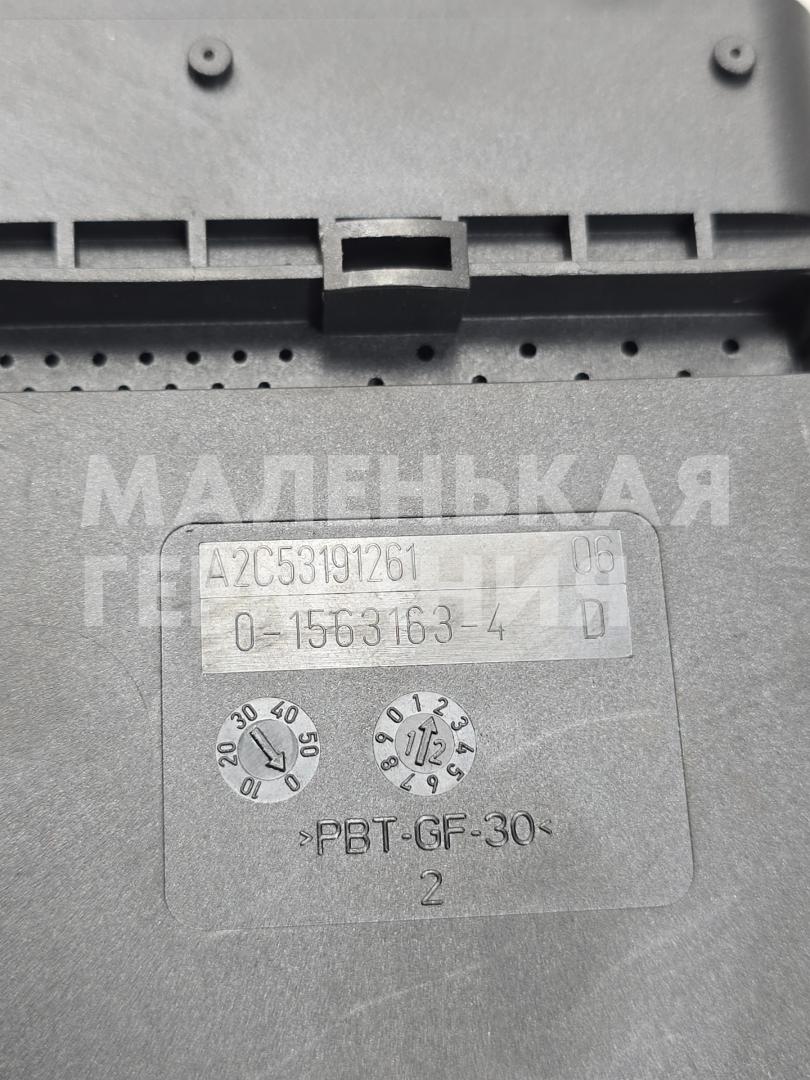 МАЛЕНЬКАЯ
ГЕРМАНИЯ
A2C53191261 06
0-1563163-4 D
0 10 20 30 40 50
0 1 2 3 4 5 6 7 8 9
1 2
>PBT-GF-30<
2